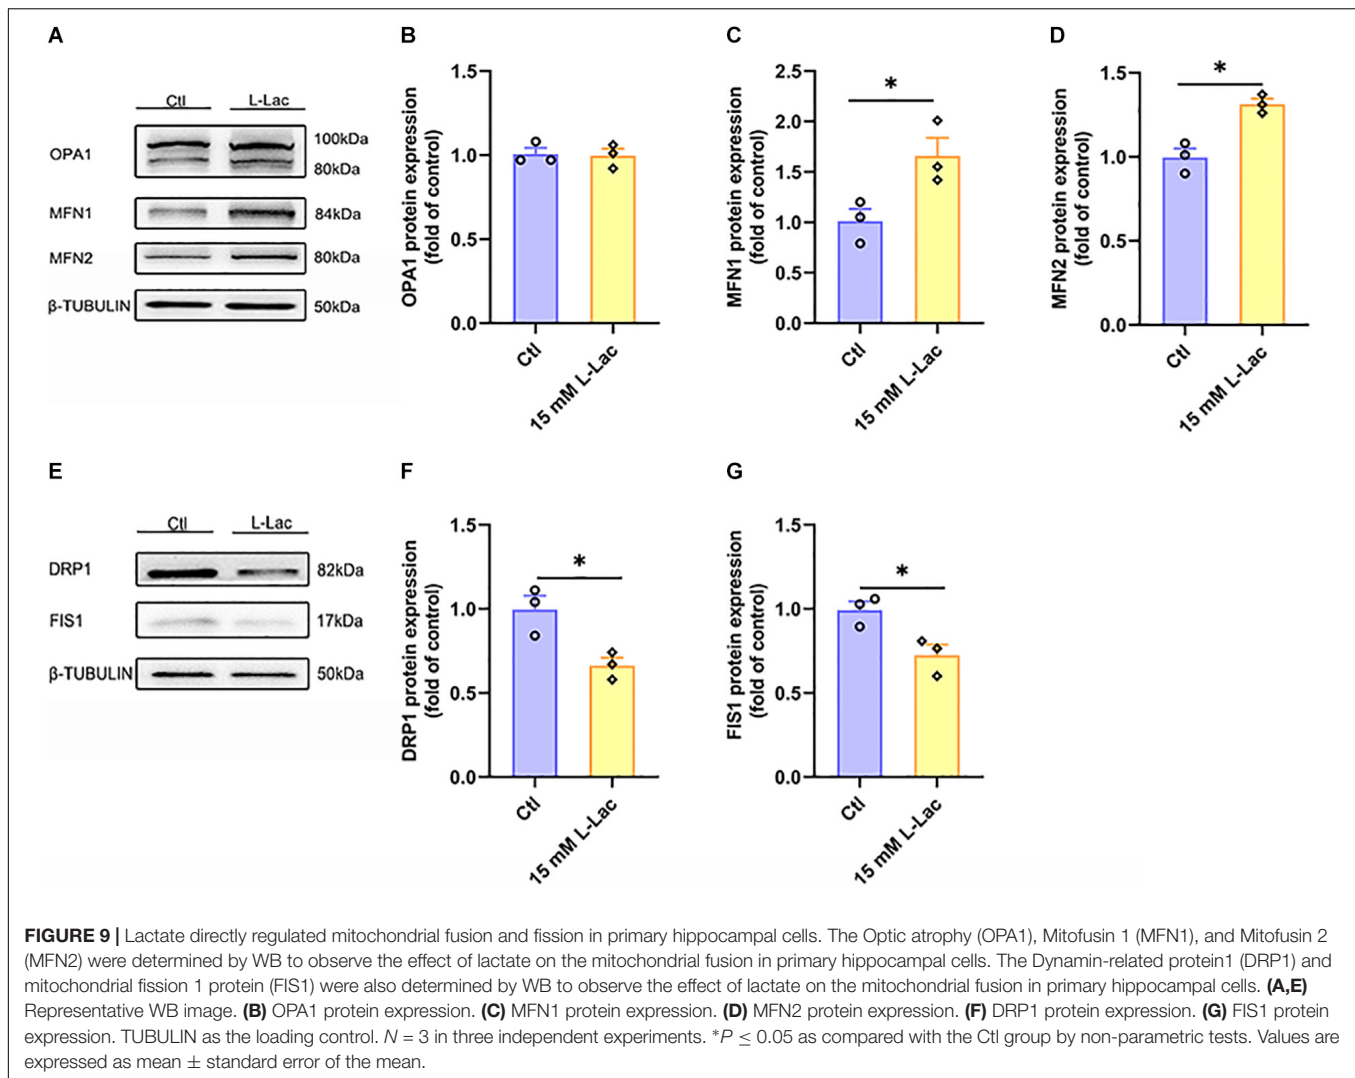 A
Ctl L-Lac
OPA1 100kDa
80kDa
MFN1 84kDa
MFN2 80kDa
β-TUBULIN 50kDa
B
OPA1 protein expression
(fold of control)
1.5
1.0
0.5
0.0
Ctl
15 mM L-Lac
C
MFN1 protein expression
(fold of control)
2.5
2.0
1.5
1.0
0.5
0.0
*
Ctl
15 mM L-Lac
D
MFN2 protein expression
(fold of control)
1.5
1.0
0.5
0.0
*
Ctl
15 mM L-Lac
E
Ctl L-Lac
DRP1 82kDa
FIS1 17kDa
β-TUBULIN 50kDa
F
DRP1 protein expression
(fold of control)
1.5
1.0
0.5
0.0
*
Ctl
15 mM L-Lac
G
FIS1 protein expression
(fold of control)
1.5
1.0
0.5
0.0
*
Ctl
15 mM L-Lac
FIGURE 9 | Lactate directly regulated mitochondrial fusion and fission in primary hippocampal cells. The Optic atrophy (OPA1), Mitofusin 1 (MFN1), and Mitofusin 2
(MFN2) were determined by WB to observe the effect of lactate on the mitochondrial fusion in primary hippocampal cells. The Dynamin-related protein1 (DRP1) and
mitochondrial fission 1 protein (FIS1) were also determined by WB to observe the effect of lactate on the mitochondrial fusion in primary hippocampal cells. (A,E)
Representative WB image. (B) OPA1 protein expression. (C) MFN1 protein expression. (D) MFN2 protein expression. (F) DRP1 protein expression. (G) FIS1 protein
expression. TUBULIN as the loading control. N = 3 in three independent experiments. *P ≤ 0.05 as compared with the Ctl group by non-parametric tests. Values are
expressed as mean ± standard error of the mean.